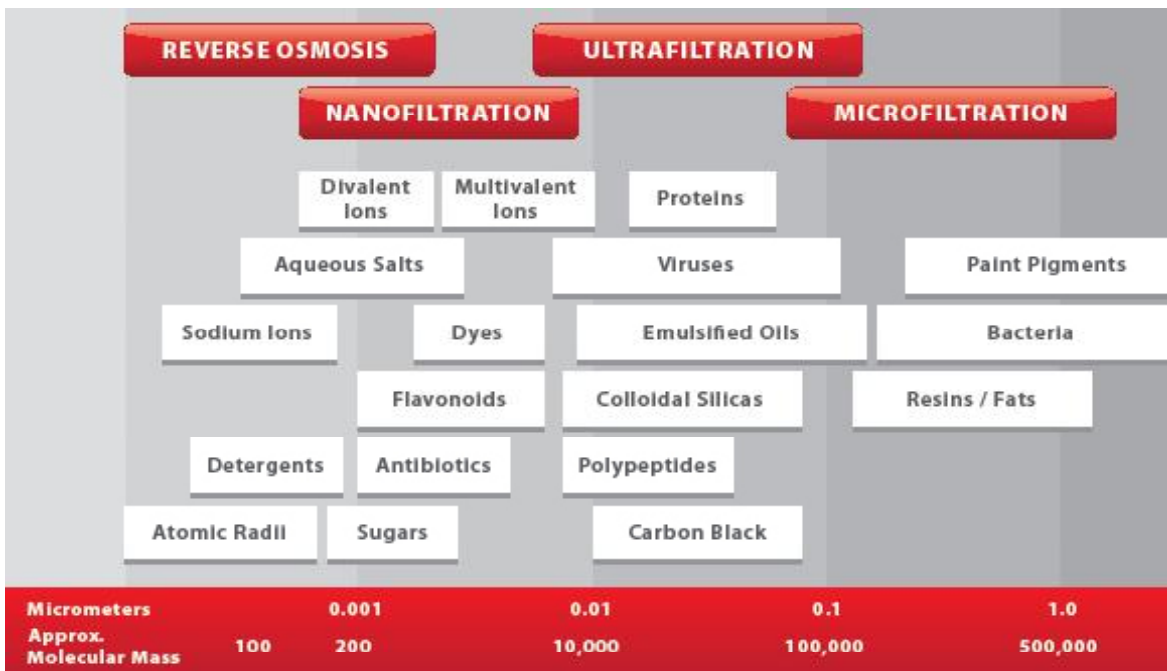 REVERSE OSMOSIS
ULTRAFILTRATION
NANOFILTRATION
MICROFILTRATION
Divalent
Ions
Multivalent
Ions
Proteins
Aqueous Salts
Viruses
Paint Pigments
Sodium Ions
Dyes
Emulsified Oils
Bacteria
Flavonoids
Colloidal Silicas
Resins / Fats
Detergents
Antibiotics
Polypeptides
Atomic Radii
Sugars
Carbon Black
Micrometers 0.001 0.01 0.1 1.0
Approx.
Molecular Mass 100 200 10,000 100,000 500,000